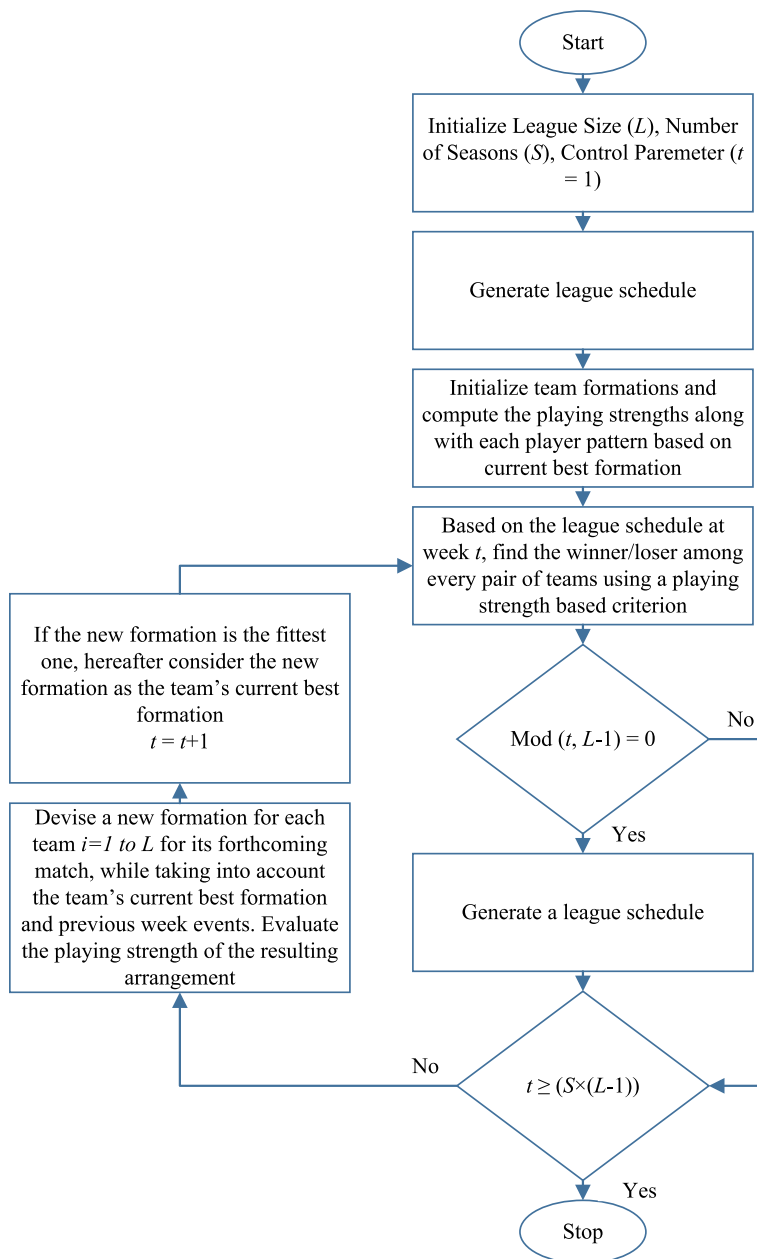 Start
Initialize League Size (L), Number
of Seasons (S), Control Paremeter (t
= 1)
Generate league schedule
Initialize team formations and
compute the playing strengths along
with each player pattern based on
current best formation
Based on the league schedule at
week t, find the winner/loser among
every pair of teams using a playing
strength based criterion
If the new formation is the fittest
one, hereafter consider the new
formation as the team’s current best
formation
t = t+1
Mod (t, L-1) = 0
No
Yes
Devise a new formation for each
team i=1 to L for its forthcoming
match, while taking into account
the team’s current best formation
and previous week events. Evaluate
the playing strength of the resulting
arrangement
Generate a league schedule
No
t ≥ (S×(L-1))
Yes
Stop